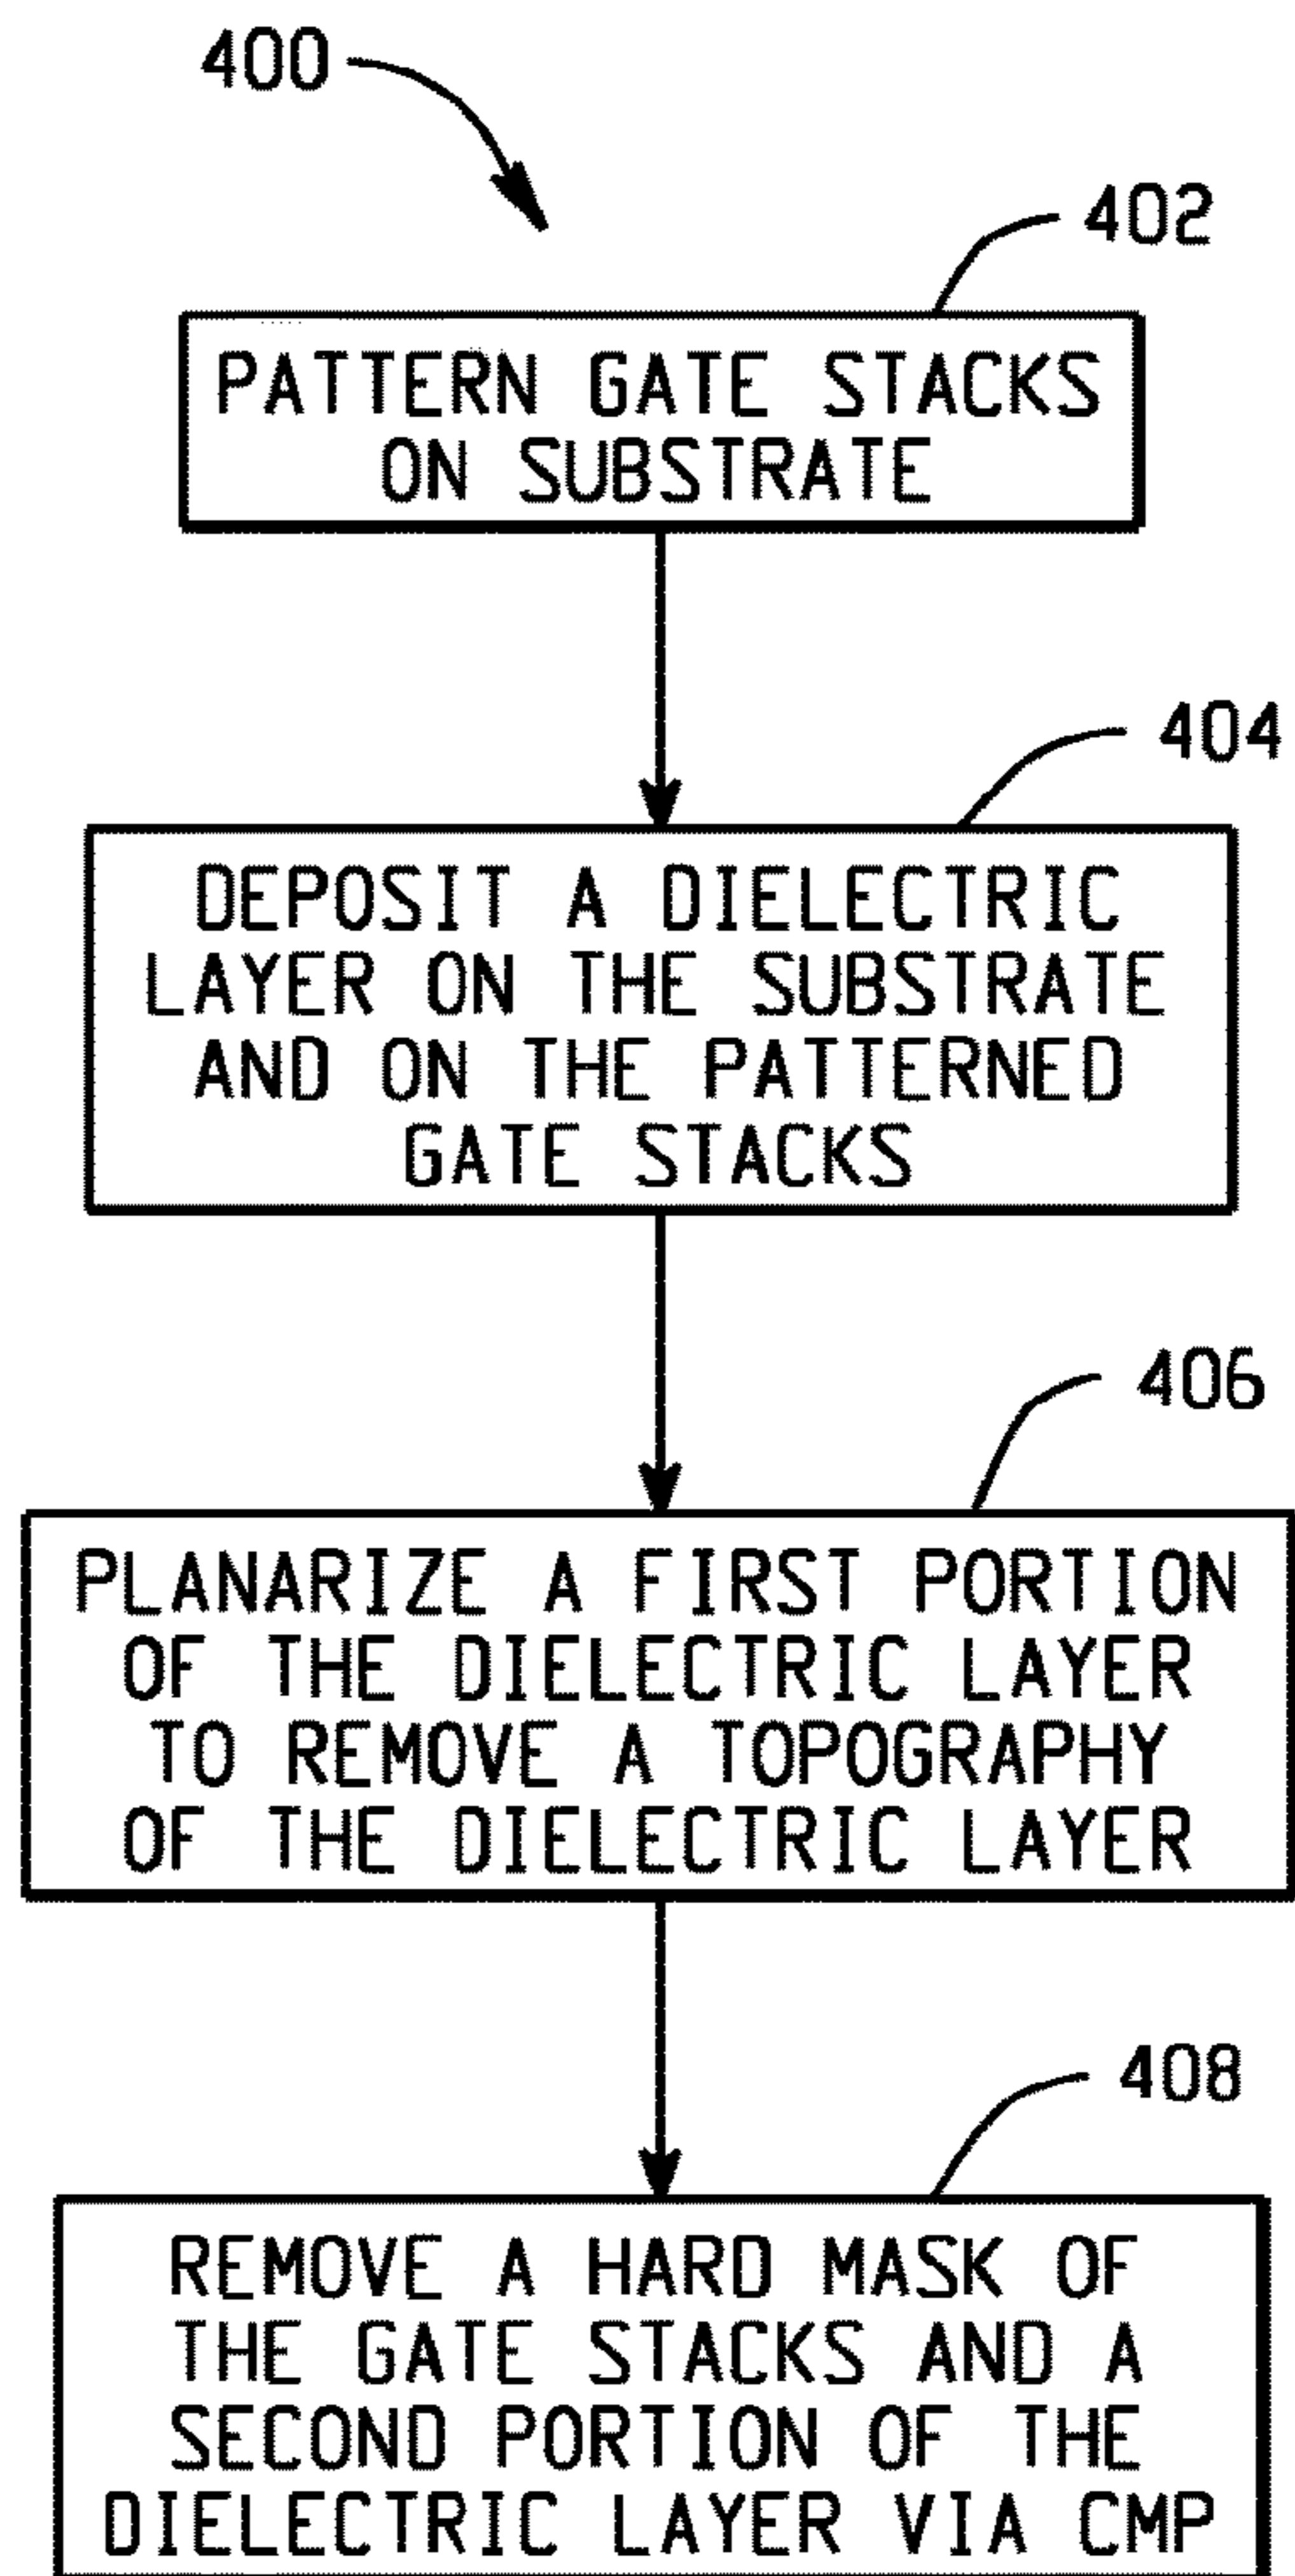 400
402
PATTERN GATE STACKS
ON SUBSTRATE
404
DEPOSIT A DIELECTRIC
LAYER ON THE SUBSTRATE
AND ON THE PATTERNED
GATE STACKS
406
PLANARIZE A FIRST PORTION
OF THE DIELECTRIC LAYER
TO REMOVE A TOPOGRAPHY
OF THE DIELECTRIC LAYER
408
REMOVE A HARD MASK OF
THE GATE STACKS AND A
SECOND PORTION OF THE
DIELECTRIC LAYER VIA CMP